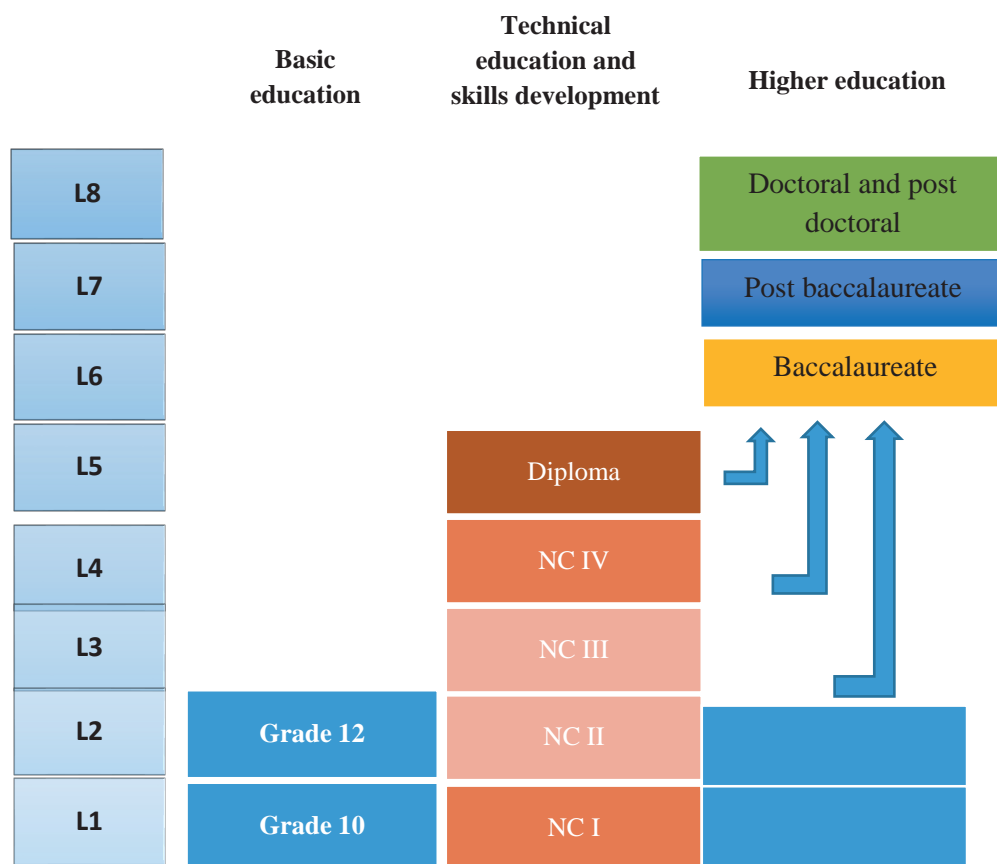 Basic
education
Technical
education and
skills development
Higher education
L8
Doctoral and post
doctoral
L7
Post baccalaureate
L6
Baccalaureate
L5
Diploma
L4
NC IV
L3
NC III
L2
Grade 12
NC II
L1
Grade 10
NC I